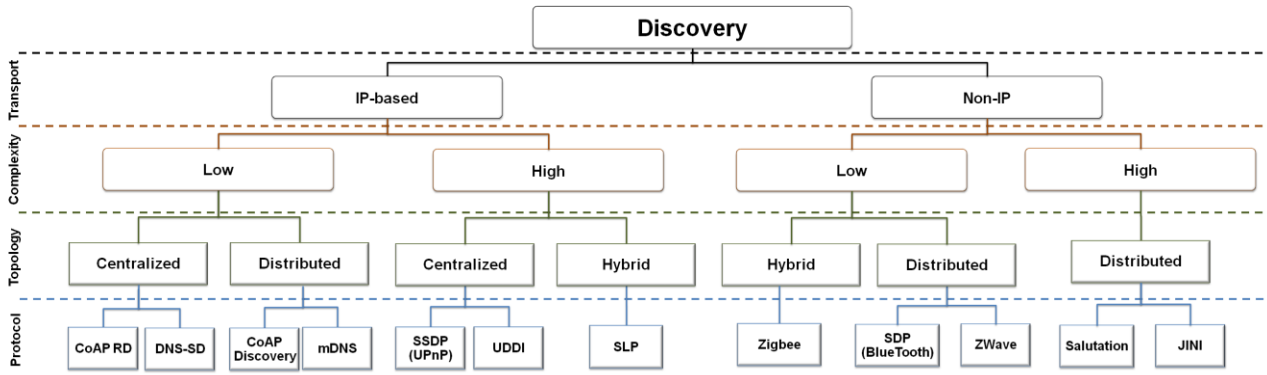 Discovery
Transport
IP-based
Non-IP
Complexity
Low
High
Low
High
Topology
Centralized
Distributed
Centralized
Hybrid
Hybrid
Distributed
Distributed
Protocol
CoAP RD
DNS-SD
CoAP
Discovery
mDNS
SSDP
(UPnP)
UDDI
SLP
Zigbee
SDP
(BlueTooth)
ZWave
Salutation
JINI